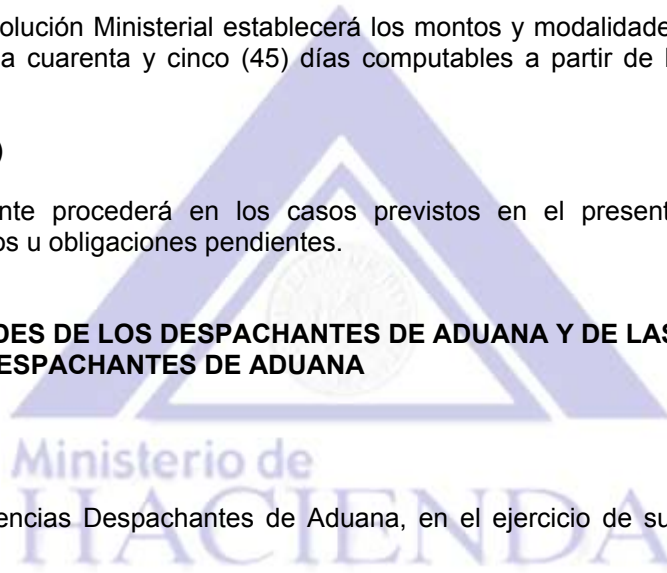 olución Ministerial establecerá los montos y modalidade
a cuarenta y cinco (45) días computables a partir de l
)
nte procederá en los casos previstos en el present
os u obligaciones pendientes.
DES DE LOS DESPACHANTES DE ADUANA Y DE LAS
ESPACHANTES DE ADUANA
Ministerio de
HACIENDA
encias Despachantes de Aduana, en el ejercicio de su